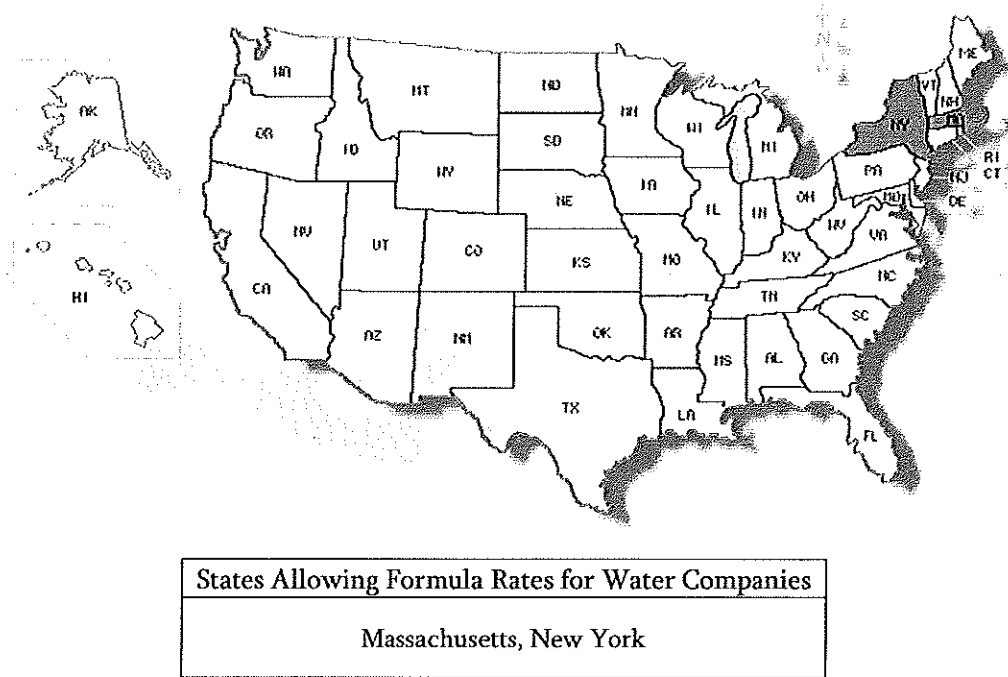 ME
WA
VT
MT
ND
NH
AK
MN
NY
OR
WI
SD
MI
ID
RI
WY
PA
NJ
CT
IA
NE
MD
DE
OH
IL
IN
WV
NV
VA
UT
CO
KY
KS
MO
NC
CA
HI
TN
SC
AZ
NM
OK
AR
MS
AL
GA
TX
LA
FL
States Allowing Formula Rates for Water Companies
Massachusetts, New York